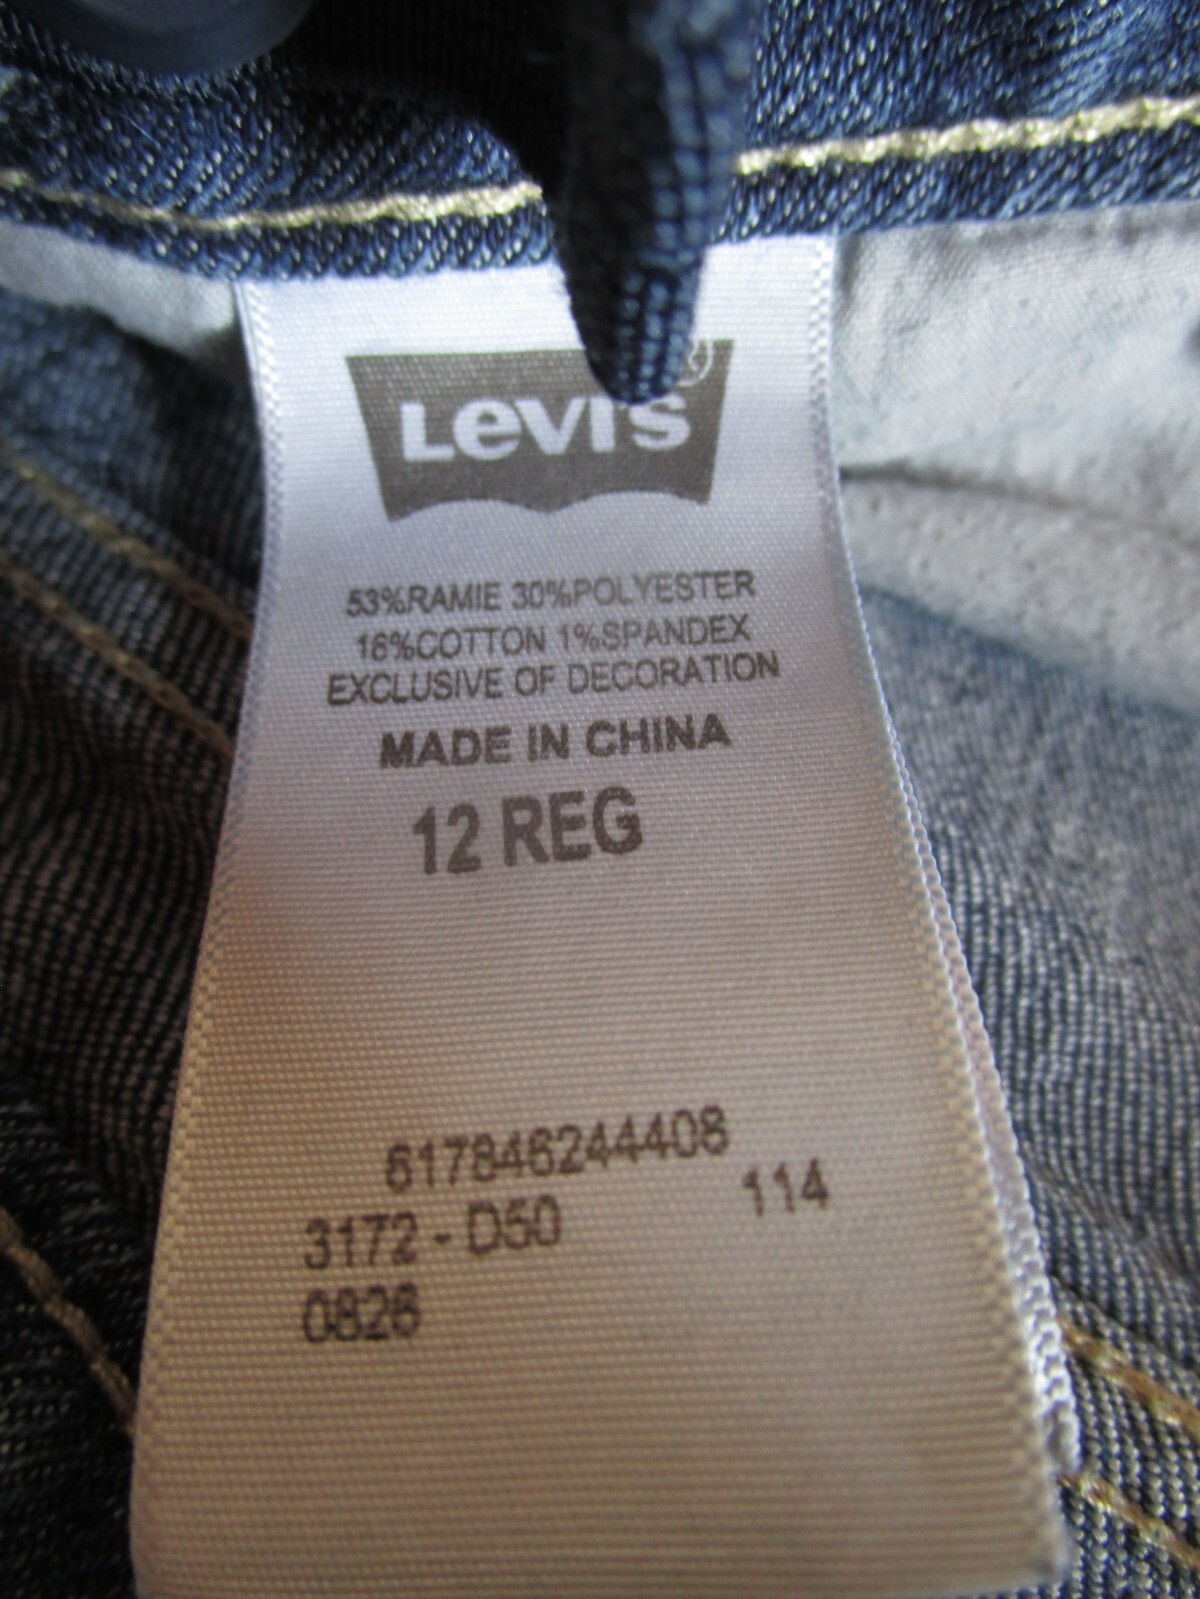 Levi's
53%RAMIE 30%POLYESTER
16%COTTON 1%SPANDEX
EXCLUSIVE OF DECORATION
MADE IN CHINA
12 REG
617846244408
3172 - D50 114
0826